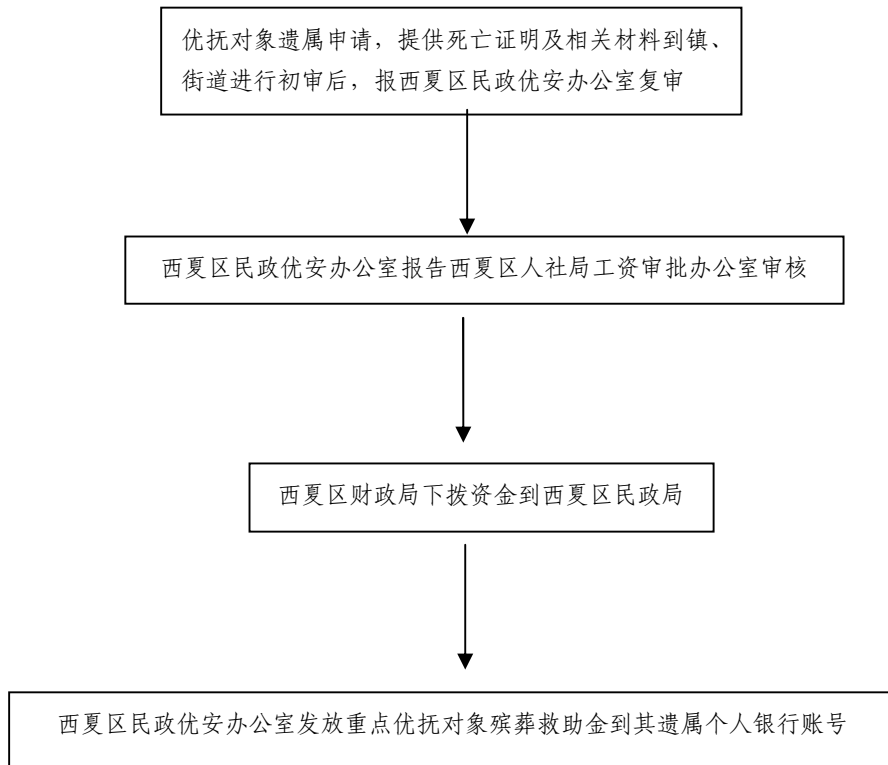 优抚对象遗属申请，提供死亡证明及相关材料到镇、
街道进行初审后，报西夏区民政优安办公室复审
西夏区民政优安办公室报告西夏区人社局工资审批办公室审核
西夏区财政局下拨资金到西夏区民政局
西夏区民政优安办公室发放重点优抚对象殡葬救助金到其遗属个人银行账号